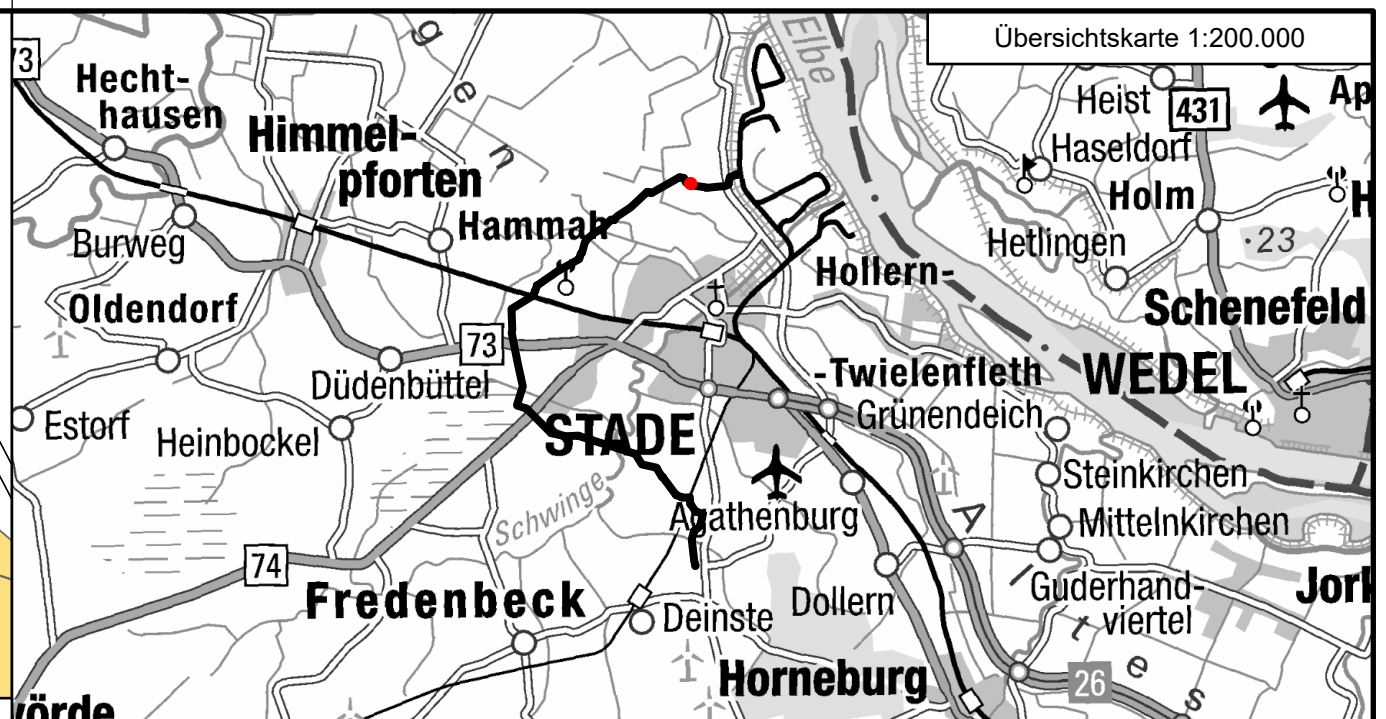 Übersichtskarte 1:200.000
73
Hecht-
hausen
Himmel-
pforten
g
e
n
Elbe
Heist
431
Ap
Haseldorf
Holm
H
Hammah
Burweg
Hetlingen
·23
Hollern-
Oldendorf
Schenefeld
73
-Twielenfleth
WEDEL
Düdenbüttel
Grünendeich
Estorf
Heinbockel
STADE
Steinkirchen
Schwinge
Agathenburg
A
Mittelnkirchen
l
74
Guderhand-
viertel
Jork
Fredenbeck
Deinste
Dollern
t
e
Horneburg
26
s
örde